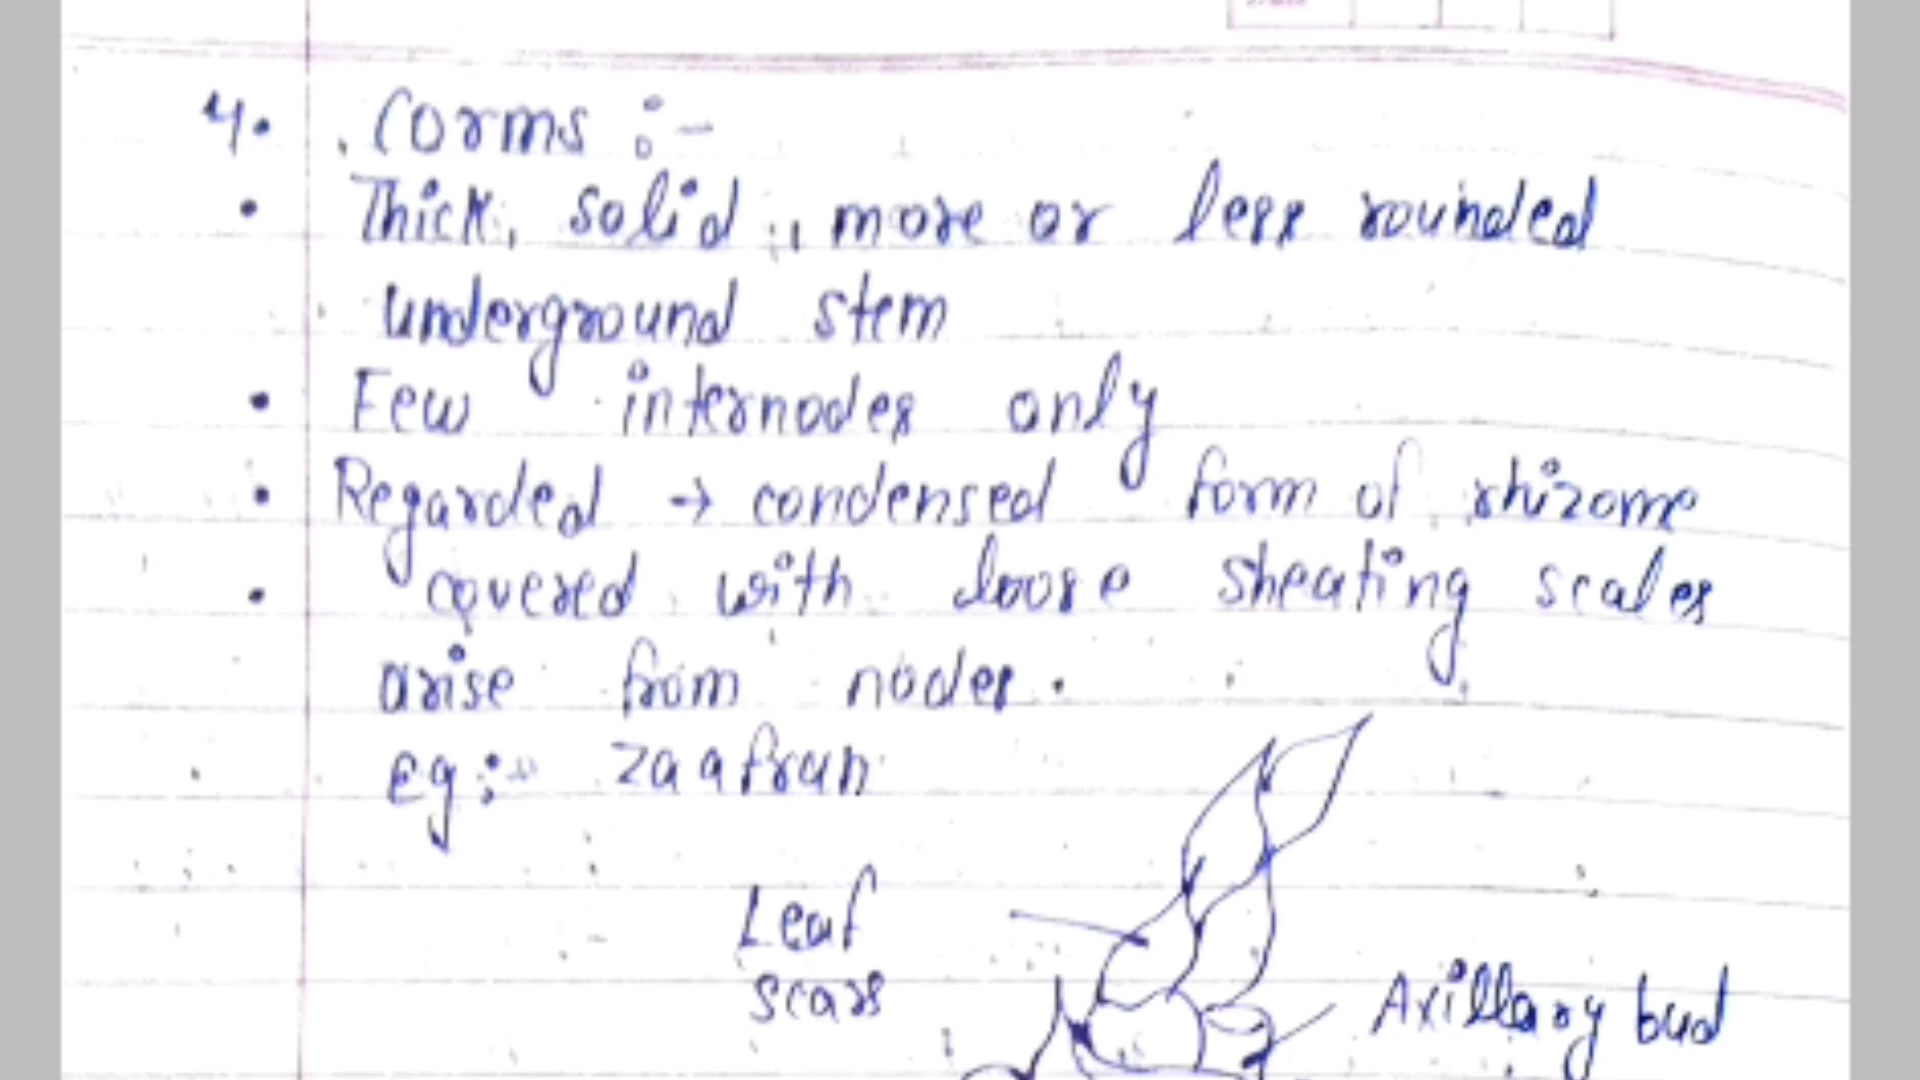 4. Corms :-
• Thick, solid, more or less rounded
underground stem
• Few internodes only
• Regarded → condensed form of rhizome
• covered with loose sheating scales
arise from nodes.
eg:- zaafran
Leaf
scars
Axillary bud